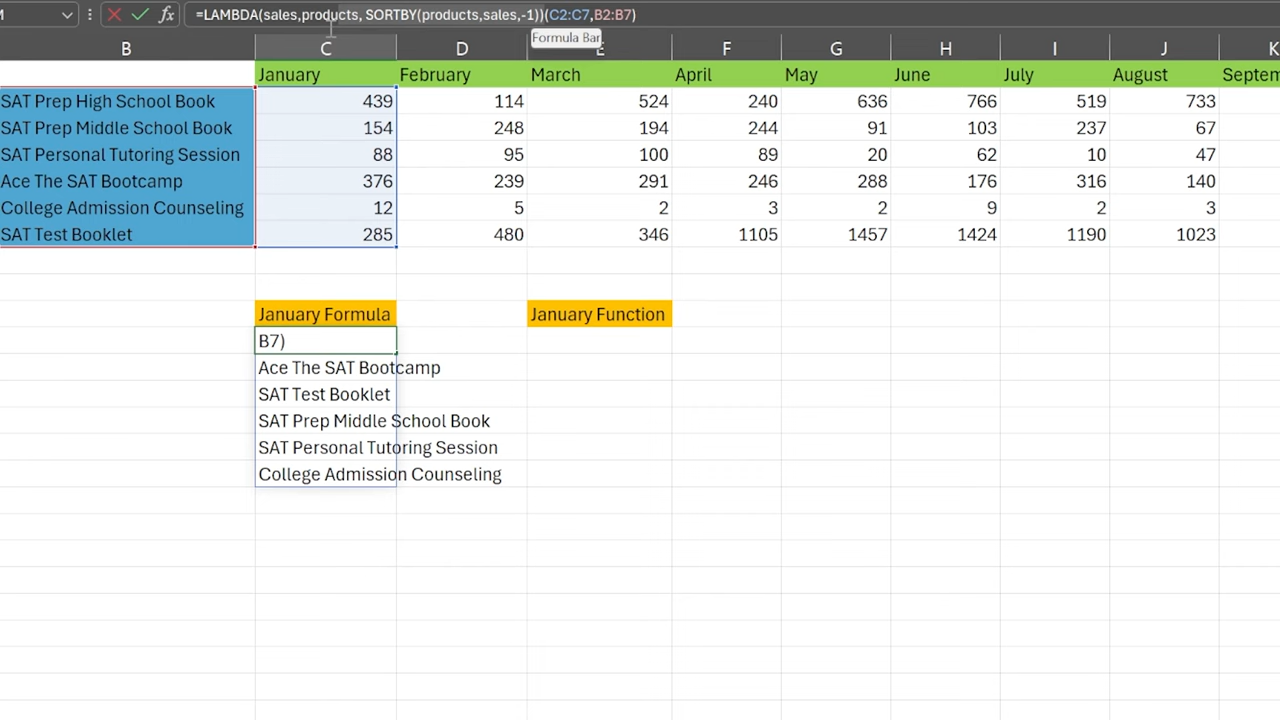 =LAMBDA(sales,products, SORTBY(products,sales,-1))(C2:C7,B2:B7)
Formula Bar
B C D E F G H I J K
January February March April May June July August Septem
SAT Prep High School Book 439 114 524 240 636 766 519 733
SAT Prep Middle School Book 154 248 194 244 91 103 237 67
SAT Personal Tutoring Session 88 95 100 89 20 62 10 47
Ace The SAT Bootcamp 376 239 291 246 288 176 316 140
College Admission Counseling 12 5 2 3 2 9 2 3
SAT Test Booklet 285 480 346 1105 1457 1424 1190 1023
January Formula January Function
B7)
Ace The SAT Bootcamp
SAT Test Booklet
SAT Prep Middle School Book
SAT Personal Tutoring Session
College Admission Counseling